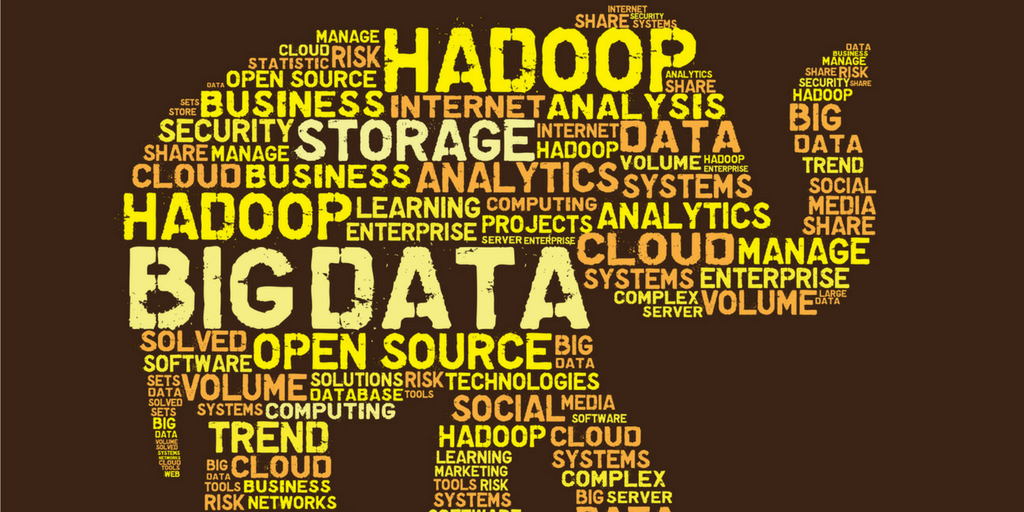 INTERNET
SHARE SECURITY SYSTEMS
MANAGE HADOOP
CLOUD RISK
STATISTIC
DATA OPEN SOURCE ANALYTICS SHARE
SETS STORE BUSINESS INTERNET ANALYSIS
SECURITY STORAGE INTERNET DATA
SHARE MANAGE HADOOP VOLUME HADOOP ENTERPRISE
CLOUD BUSINESS ANALYTICS SYSTEMS
HADOOP LEARNING COMPUTING ANALYTICS
ENTERPRISE PROJECTS
SERVER ENTERPRISE CLOUD MANAGE
BIG DATA SYSTEMS ENTERPRISE
COMPLEX VOLUME LARGE DATA
SERVER
DATA
BUSINESS
MANAGE
SHARE RISK
SECURITY SHARE
HADOOP
BIG
DATA
TREND
SOCIAL
MEDIA
SHARE
SOLVED OPEN SOURCE BIG
SOFTWARE DATA
SETS VOLUME SOLUTIONS RISK TECHNOLOGIES
DATA DATABASE TOOLS
SOLVED SYSTEMS COMPUTING SOCIAL MEDIA
SETS SOFTWARE
BIG TREND HADOOP CLOUD
DATA
VOLUME
SOLVED
SYSTEMS LEARNING SYSTEMS
NETWORKS
CLOUD BIG CLOUD MARKETING
TOOLS DATA COMPLEX
WEB
TOOLS BUSINESS TOOLS RISK
RISK NETWORKS SYSTEMS BIG SERVER
SOFTWARE DATA